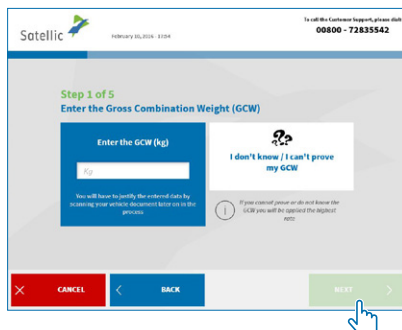 Satellic
February 10, 2016 - 13:54
To call the Customer Support, please dial:
00800 - 72835542
Step 1 of 5
Enter the Gross Combination Weight (GCW)
Enter the GCW (kg)
Kg
You will have to justify the entered data by
scanning your vehicle document later on in the
process
???
I don't know / I can't prove
my GCW
i
If you cannot prove or do not know the
GCW you will be applied the highest
rate
CANCEL
BACK
NEXT